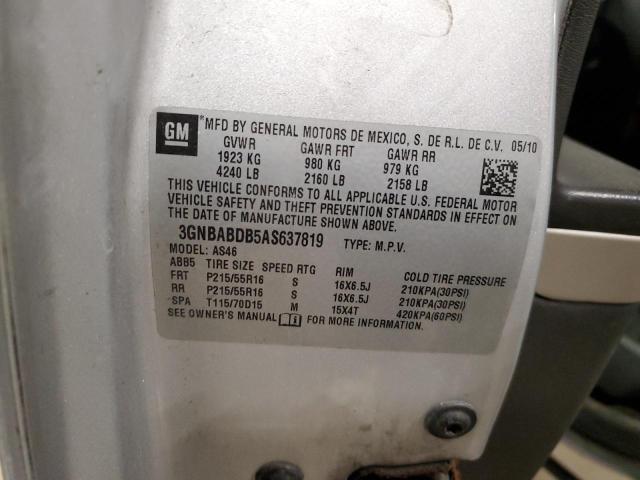 GM ®MFD BY GENERAL MOTORS DE MEXICO, S. DE R.L. DE C.V. 05/10
GVWR GAWR FRT GAWR RR
1923 KG 980 KG 979 KG
4240 LB 2160 LB 2158 LB
THIS VEHICLE CONFORMS TO ALL APPLICABLE U.S. FEDERAL MOTOR
VEHICLE SAFETY AND THEFT PREVENTION STANDARDS IN EFFECT ON
THE DATE OF MANUFACTURE SHOWN ABOVE.
3GNBABDB5AS637819 TYPE: M.P.V.
MODEL: AS46
ABB5 TIRE SIZE SPEED RTG RIM COLD TIRE PRESSURE
FRT P215/55R16 S 16X6.5J 210KPA(30PSI)
RR P215/55R16 S 16X6.5J 210KPA(30PSI)
SPA T115/70D15 M 15X4T 420KPA(60PSI)
SEE OWNER'S MANUAL FOR MORE INFORMATION.